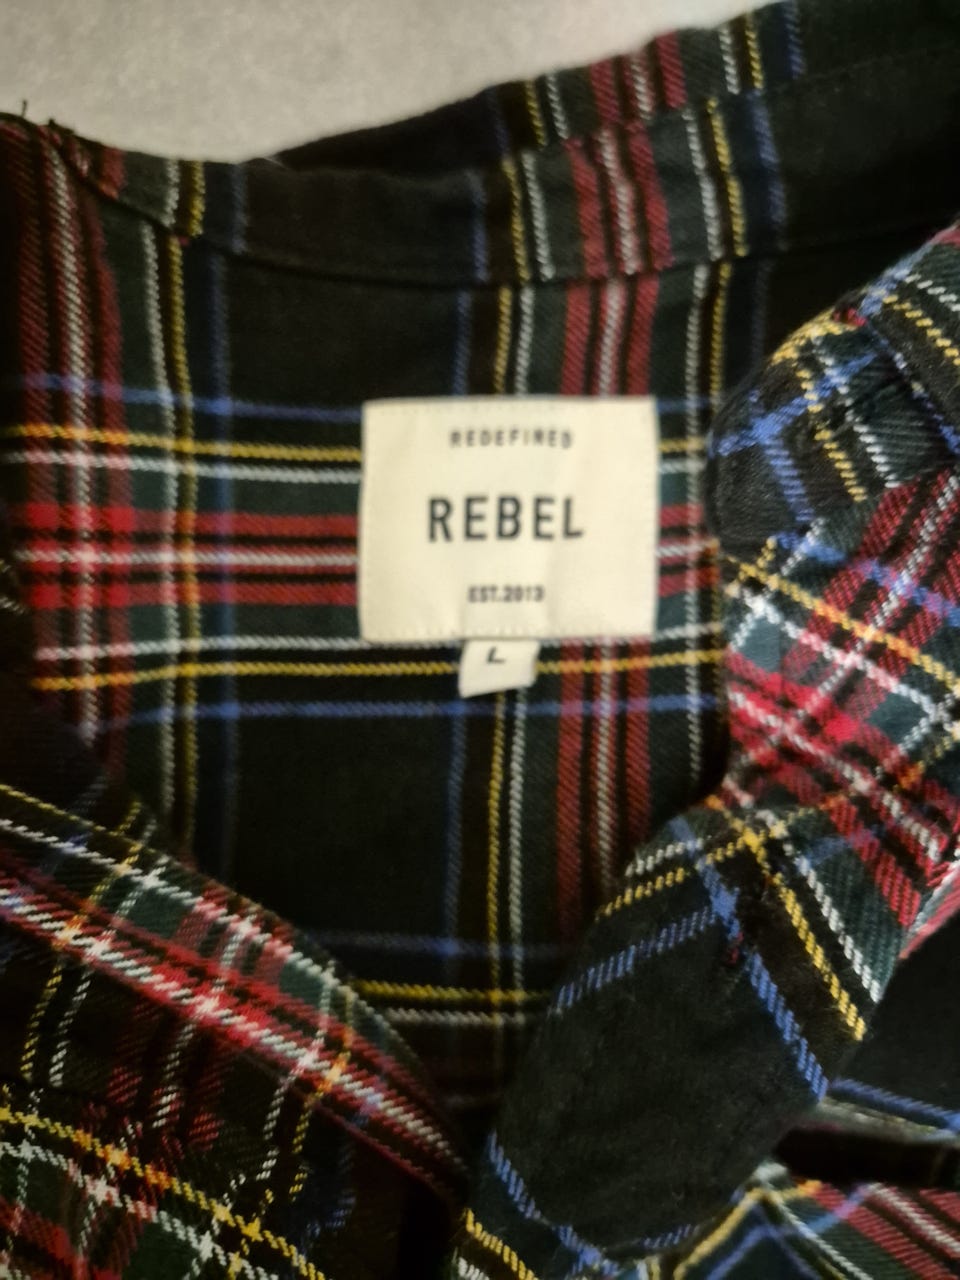 REDEFINED
REBEL
EST.2013
L